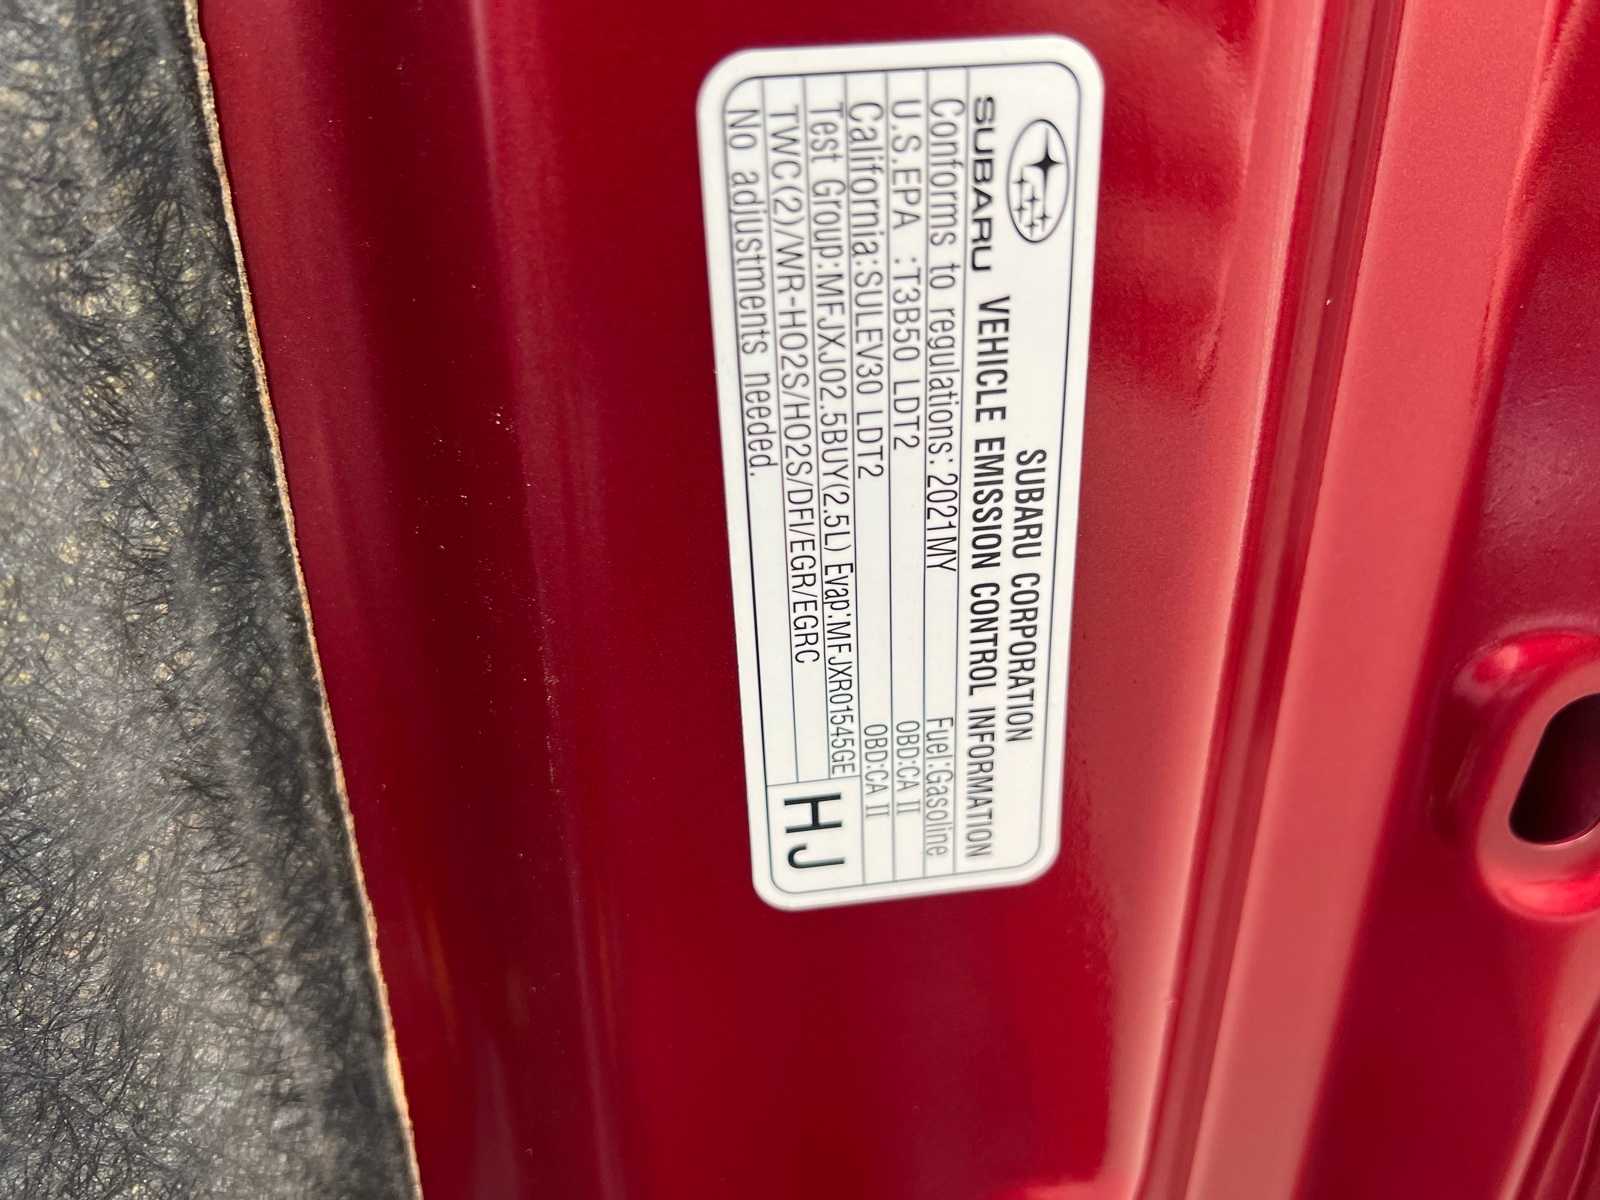 SUBARU CORPORATION
SUBARU VEHICLE EMISSION CONTROL INFORMATION
Conforms to regulations: 2021MY Fuel:Gasoline
U.S.EPA :T3B50 LDT2 OBD:CA II
California:SULEV30 LDT2 OBD:CA II
Test Group:MFJXJ02.5BUY(2.5L) Evap:MFJXR01545GE
TWC(2)/WR-HO2S/HO2S/DFI/EGR/EGRC
No adjustments needed.
HJ